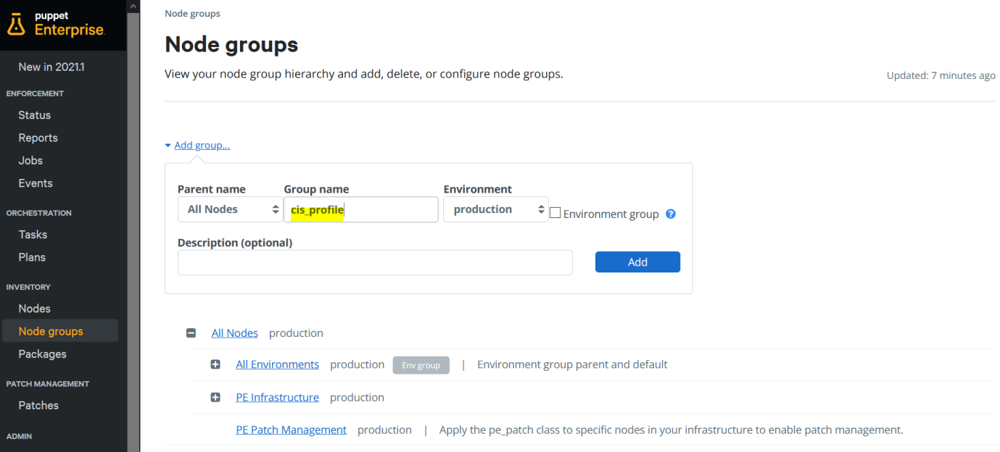 puppet
Enterprise
New in 2021.1
ENFORCEMENT
Status
Reports
Jobs
Events
ORCHESTRATION
Tasks
Plans
INVENTORY
Nodes
Node groups
Packages
PATCH MANAGEMENT
Patches
ADMIN
Node groups
Node groups
View your node group hierarchy and add, delete, or configure node groups.
Updated: 7 minutes ago
Add group...
Parent name Group name Environment
All Nodes cis_profile production Environment group ?
Description (optional)
Add
All Nodes production
All Environments production Env group | Environment group parent and default
PE Infrastructure production
PE Patch Management production | Apply the pe_patch class to specific nodes in your infrastructure to enable patch management.